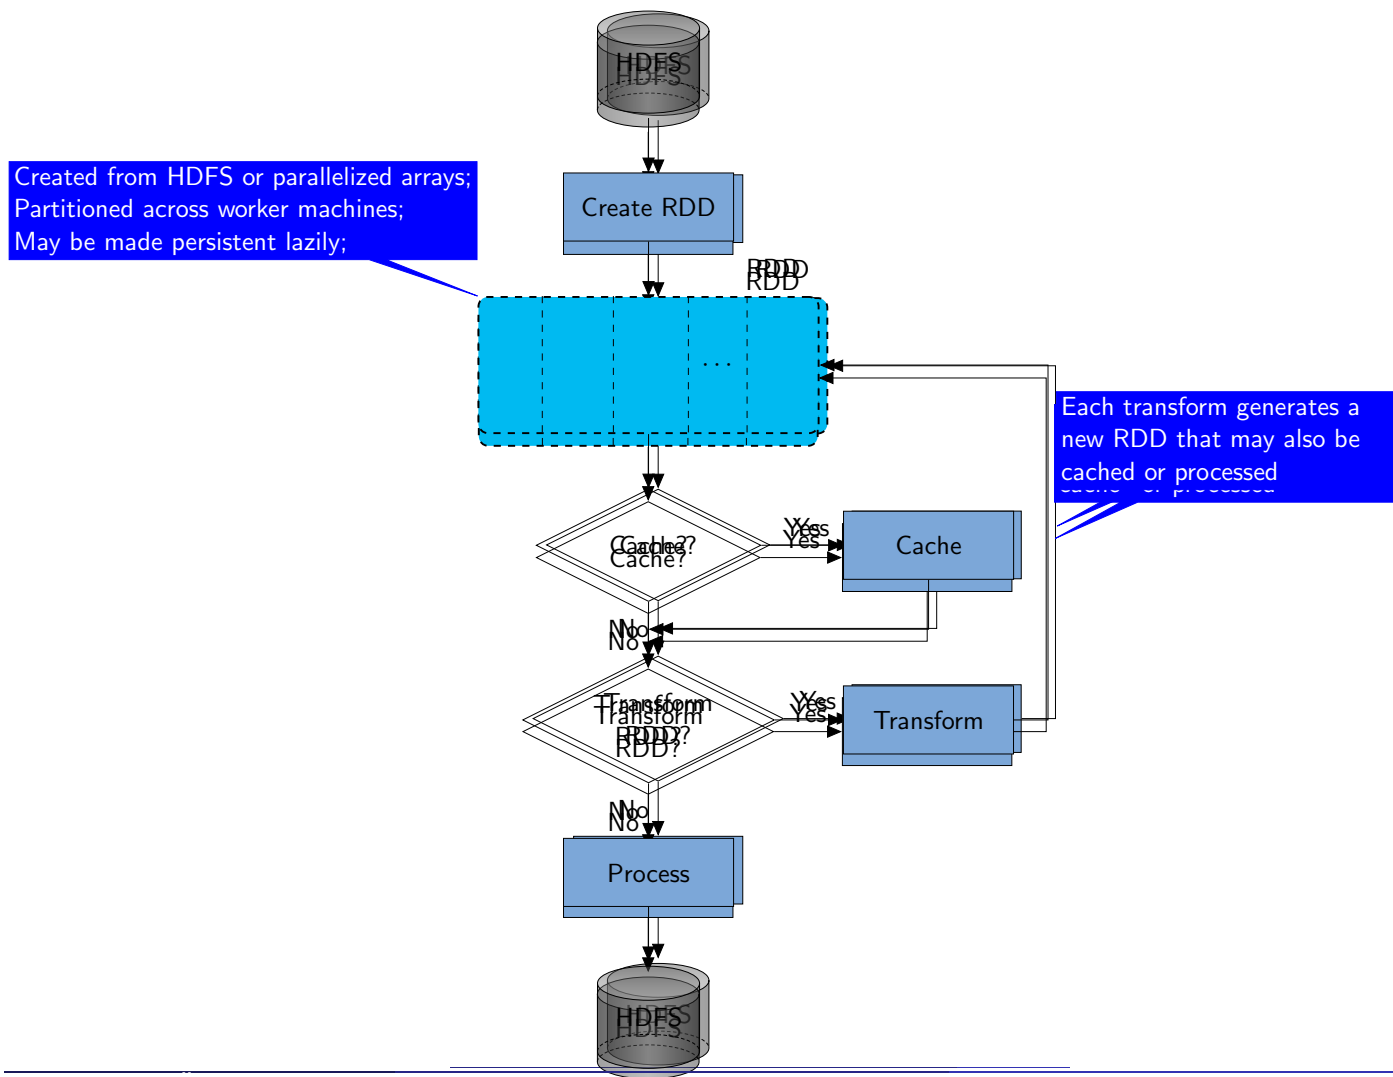 HDFS
Created from HDFS or parallelized arrays;
Partitioned across worker machines;
May be made persistent lazily;
Create RDD
RDD
. . .
Each transform generates a
new RDD that may also be
cached or processed
Cache?
Yes
Cache
No
Transform
RDD?
Yes
Transform
No
Process
HDFS